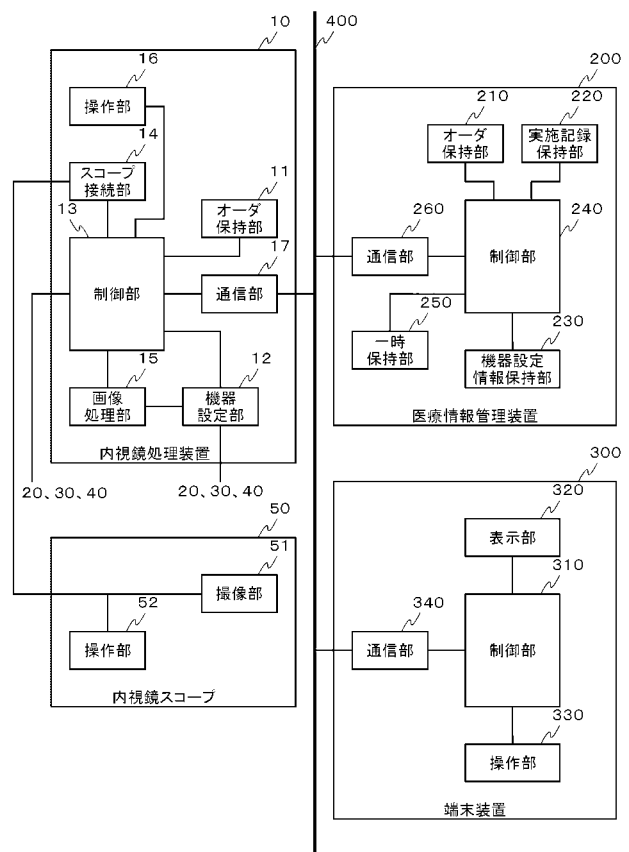 10
16
操作部
14
スコープ
接続部
13
制御部
11
オーダ
保持部
17
通信部
15
画像
処理部
12
機器
設定部
内視鏡処理装置
20、30、40
20、30、40
50
51
撮像部
52
操作部
内視鏡スコープ
400
200
210
オーダ
保持部
220
実施記録
保持部
260
通信部
240
制御部
250
一時
保持部
230
機器設定
情報保持部
医療情報管理装置
300
320
表示部
310
制御部
340
通信部
330
操作部
端末装置